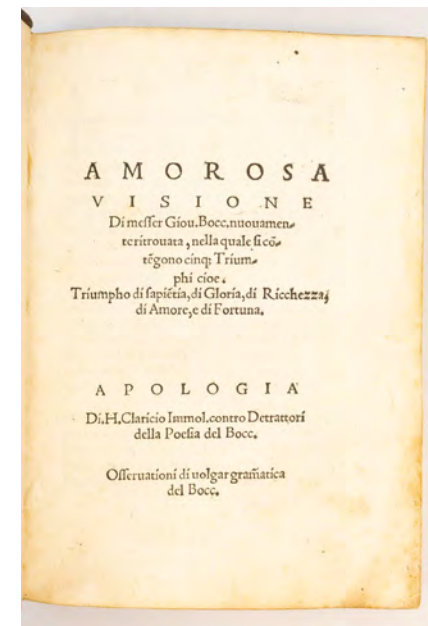 AMOROSA
VISIONE
Di messer Giou. Bocc. nuouamen-
te ritrouata, nella quale si cō-
tēgono cinq; Trium-
phi cioe.
Triumpho di sapiētia, di Gloria, di Ricchezza,
di Amore, e di Fortuna.
APOLOGIA
Di. H. Claricio Immol. contro Detrattori
della Poesia del Bocc.
Osseruationi di uolgar gram̄atica
del Bocc.